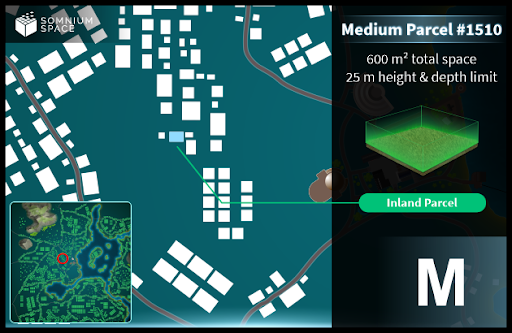 SOMNIUM
SPACE
Medium Parcel #1510
600 m² total space
25 m height & depth limit
Inland Parcel
M